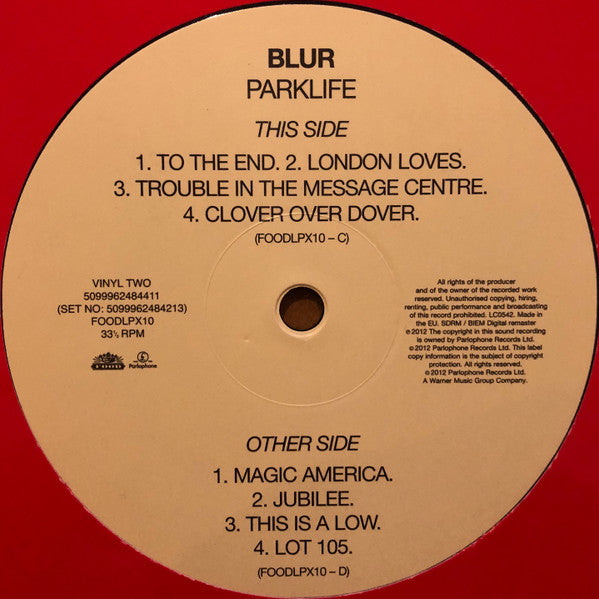 BLUR
PARKLIFE
THIS SIDE
1. TO THE END. 2. LONDON LOVES.
3. TROUBLE IN THE MESSAGE CENTRE.
4. CLOVER OVER DOVER.
(FOODLPX10 – C)
VINYL TWO
5099962484411
(SET NO: 5099962484213)
FOODLPX10
33⅓ RPM
Parlophone
All rights of the producer
and of the owner of the recorded work
reserved. Unauthorised copying, hiring,
renting, public performance and broadcasting
of this record prohibited. LC0542. Made in
the EU. SDRM / BIEM Digital remaster
℗ 2012 The copyright in this sound recording
is owned by Parlophone Records Ltd.
℗ 2012 Parlophone Records Ltd. This label
copy information is the subject of copyright
protection. All rights reserved.
© 2012 Parlophone Records Ltd.
A Warner Music Group Company.
OTHER SIDE
1. MAGIC AMERICA.
2. JUBILEE.
3. THIS IS A LOW.
4. LOT 105.
(FOODLPX10 – D)